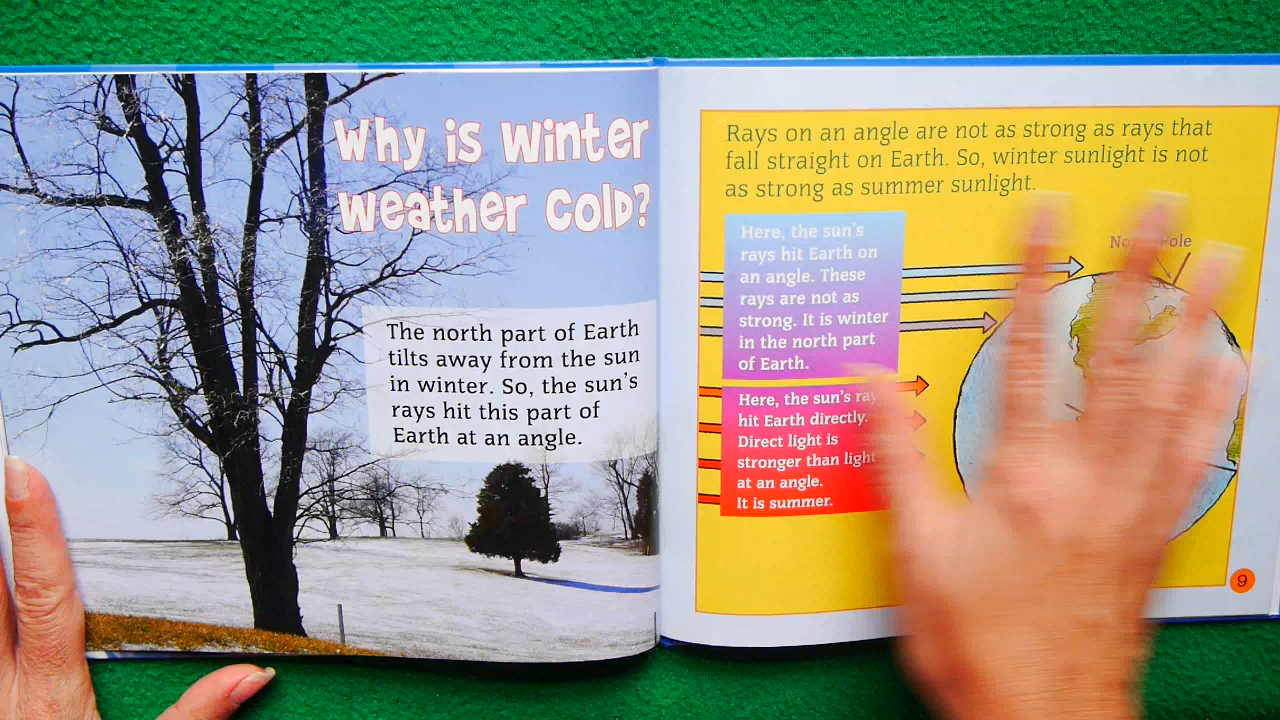 Why is Winter
Weather Cold?
The north part of Earth
tilts away from the sun
in winter. So, the sun's
rays hit this part of
Earth at an angle.
Rays on an angle are not as strong as rays that
fall straight on Earth. So, winter sunlight is not
as strong as summer sunlight.
Here, the sun's
rays hit Earth on
an angle. These
rays are not as
strong. It is winter
in the north part
of Earth.
Here, the sun's
hit Earth directly.
Direct light is
stronger than light
at an angle.
It is summer.
9